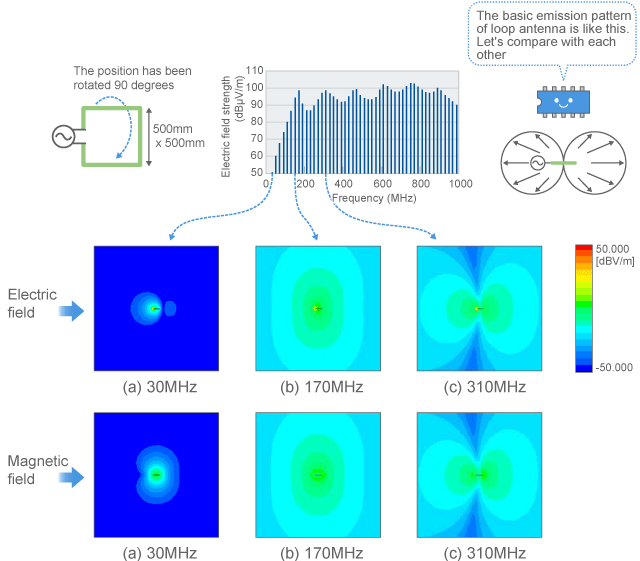 The basic emission pattern
of loop antenna is like this.
Let's compare with each
other
The position has been
rotated 90 degrees
500mm
x 500mm
Electric field strength
(dBμV/m)
110
100
90
80
70
60
50
0
200
400
600
800
1000
Frequency (MHz)
Electric
field
(a) 30MHz
(b) 170MHz
(c) 310MHz
50.000
[dBV/m]
-50.000
Magnetic
field
(a) 30MHz
(b) 170MHz
(c) 310MHz